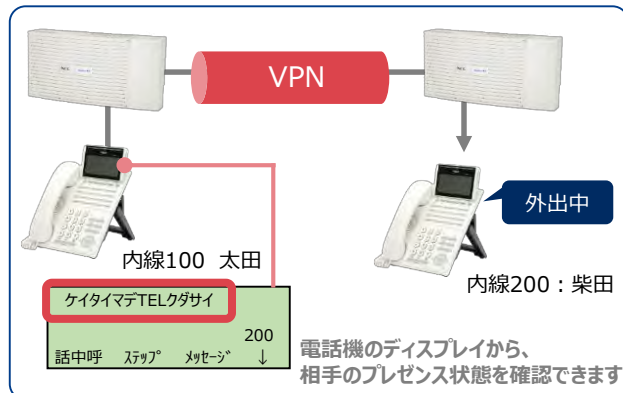 VPN
外出中
内線100 太田
内線200：柴田
ケイタイマデTELクダサイ
200
話中呼 ｽﾃｯﾌﾟ ﾒｯｾｰｼﾞ ↓
電話機のディスプレイから、
相手のプレゼンス状態を確認できます